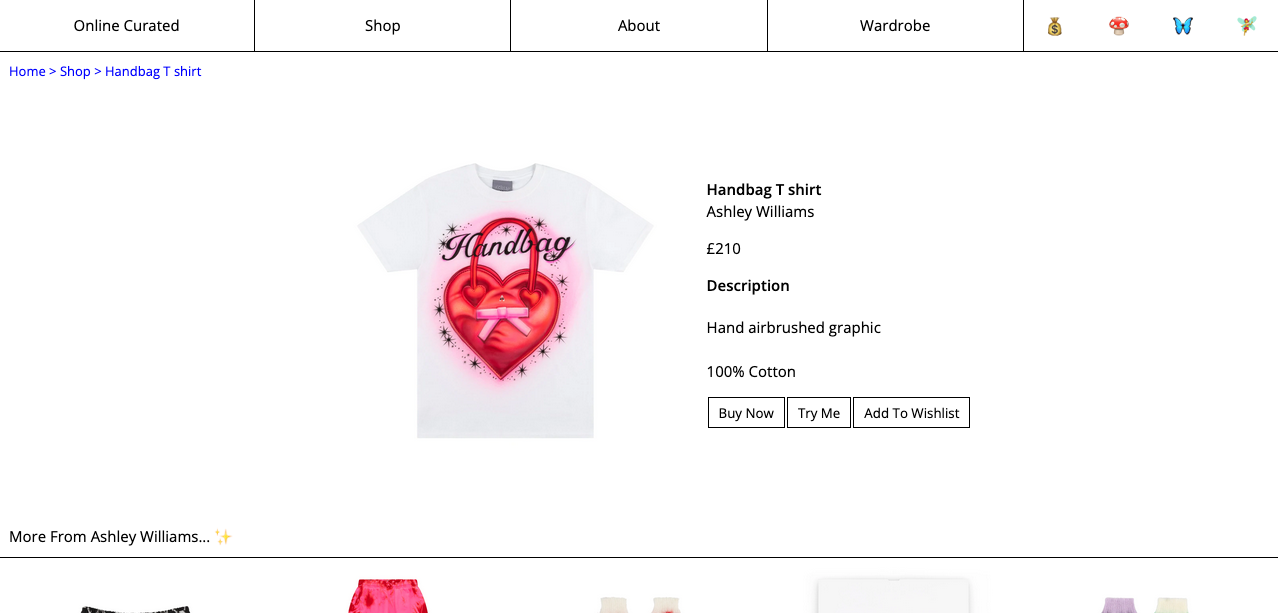 Online Curated
Shop
About
Wardrobe
Home > Shop > Handbag T shirt
Handbag
Handbag T shirt
Ashley Williams
£210
Description
Hand airbrushed graphic
100% Cotton
Buy Now
Try Me
Add To Wishlist
More From Ashley Williams... ✨